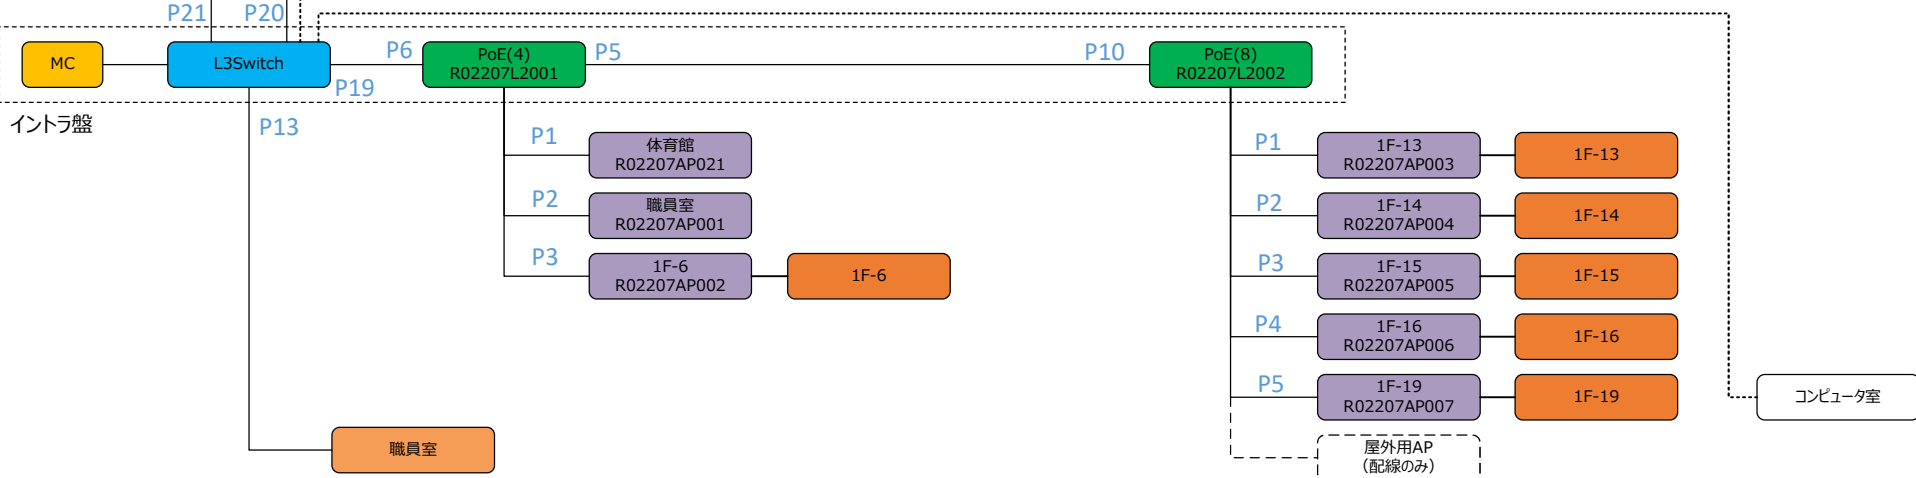 P21
P20
MC
L3Switch
P6
PoE(4)
R02207L2001
P5
P10
PoE(8)
R02207L2002
P19
イントラ盤
P13
P1
体育館
R02207AP021
P2
職員室
R02207AP001
P3
1F-6
R02207AP002
1F-6
P1
1F-13
R02207AP003
1F-13
P2
1F-14
R02207AP004
1F-14
P3
1F-15
R02207AP005
1F-15
P4
1F-16
R02207AP006
1F-16
P5
1F-19
R02207AP007
1F-19
コンピュータ室
職員室
屋外用AP
（配線のみ）